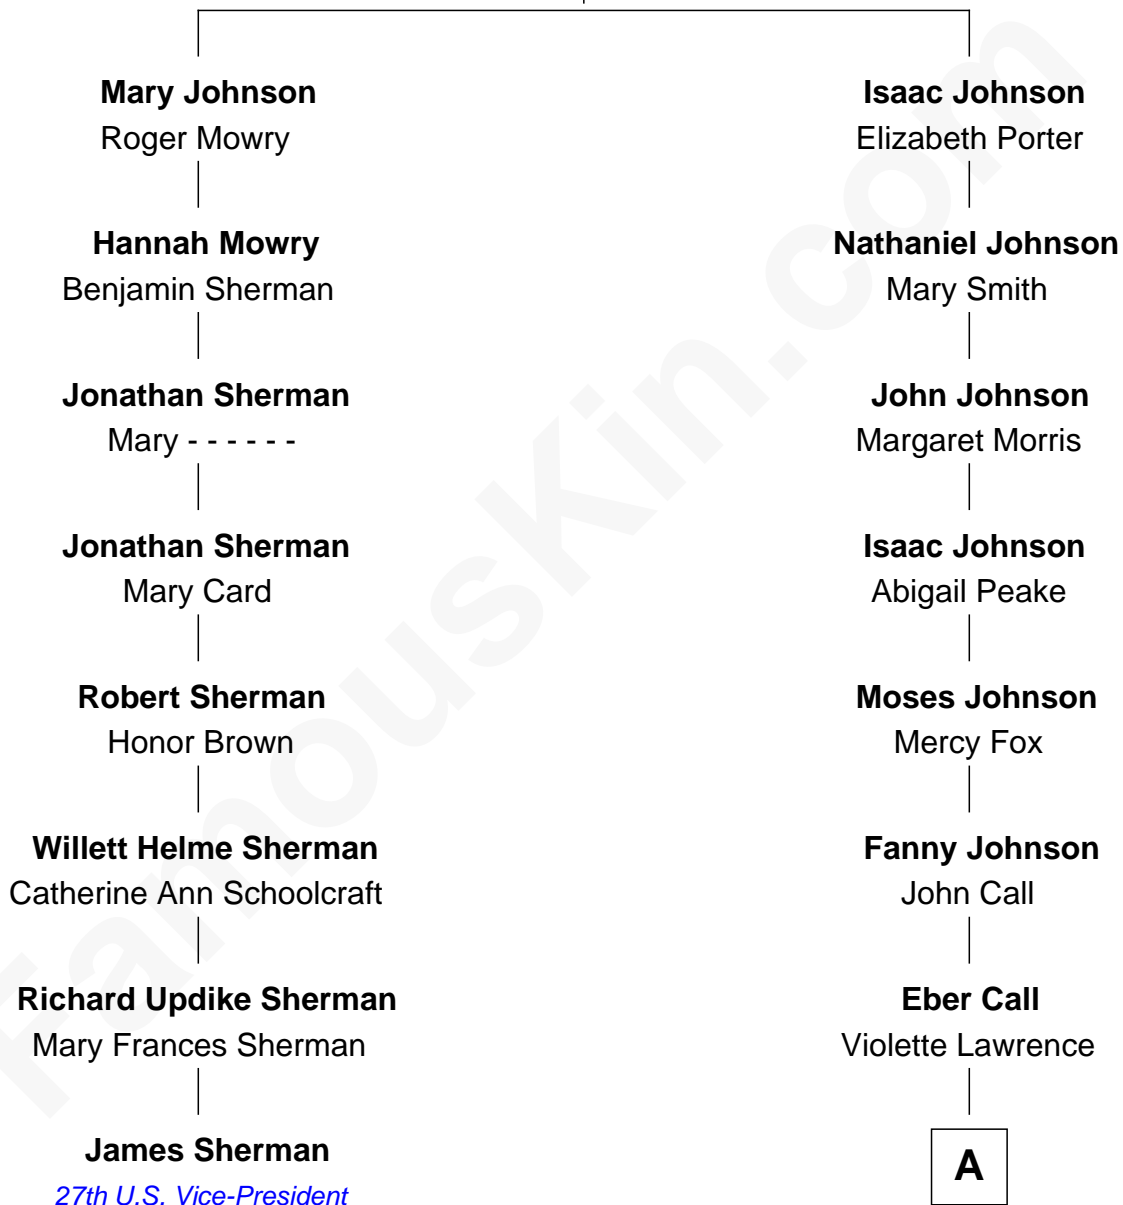 Mary Johnson
Roger Mowry
Hannah Mowry
Benjamin Sherman
Jonathan Sherman
Mary - - - - - -
Jonathan Sherman
Mary Card
Robert Sherman
Honor Brown
Willett Helme Sherman
Catherine Ann Schoolcraft
Richard Updike Sherman
Mary Frances Sherman
James Sherman
27th U.S. Vice-President
Isaac Johnson
Elizabeth Porter
Nathaniel Johnson
Mary Smith
John Johnson
Margaret Morris
Isaac Johnson
Abigail Peake
Moses Johnson
Mercy Fox
Fanny Johnson
John Call
Eber Call
Violette Lawrence
A
FamousKin.com